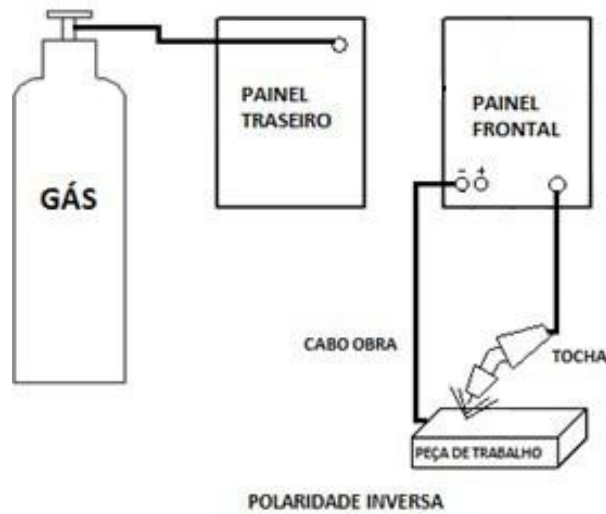 GÁS
PAINEL
TRASEIRO
PAINEL
FRONTAL
- +
CABO OBRA
TOCHA
PEÇA DE TRABALHO
POLARIDADE INVERSA